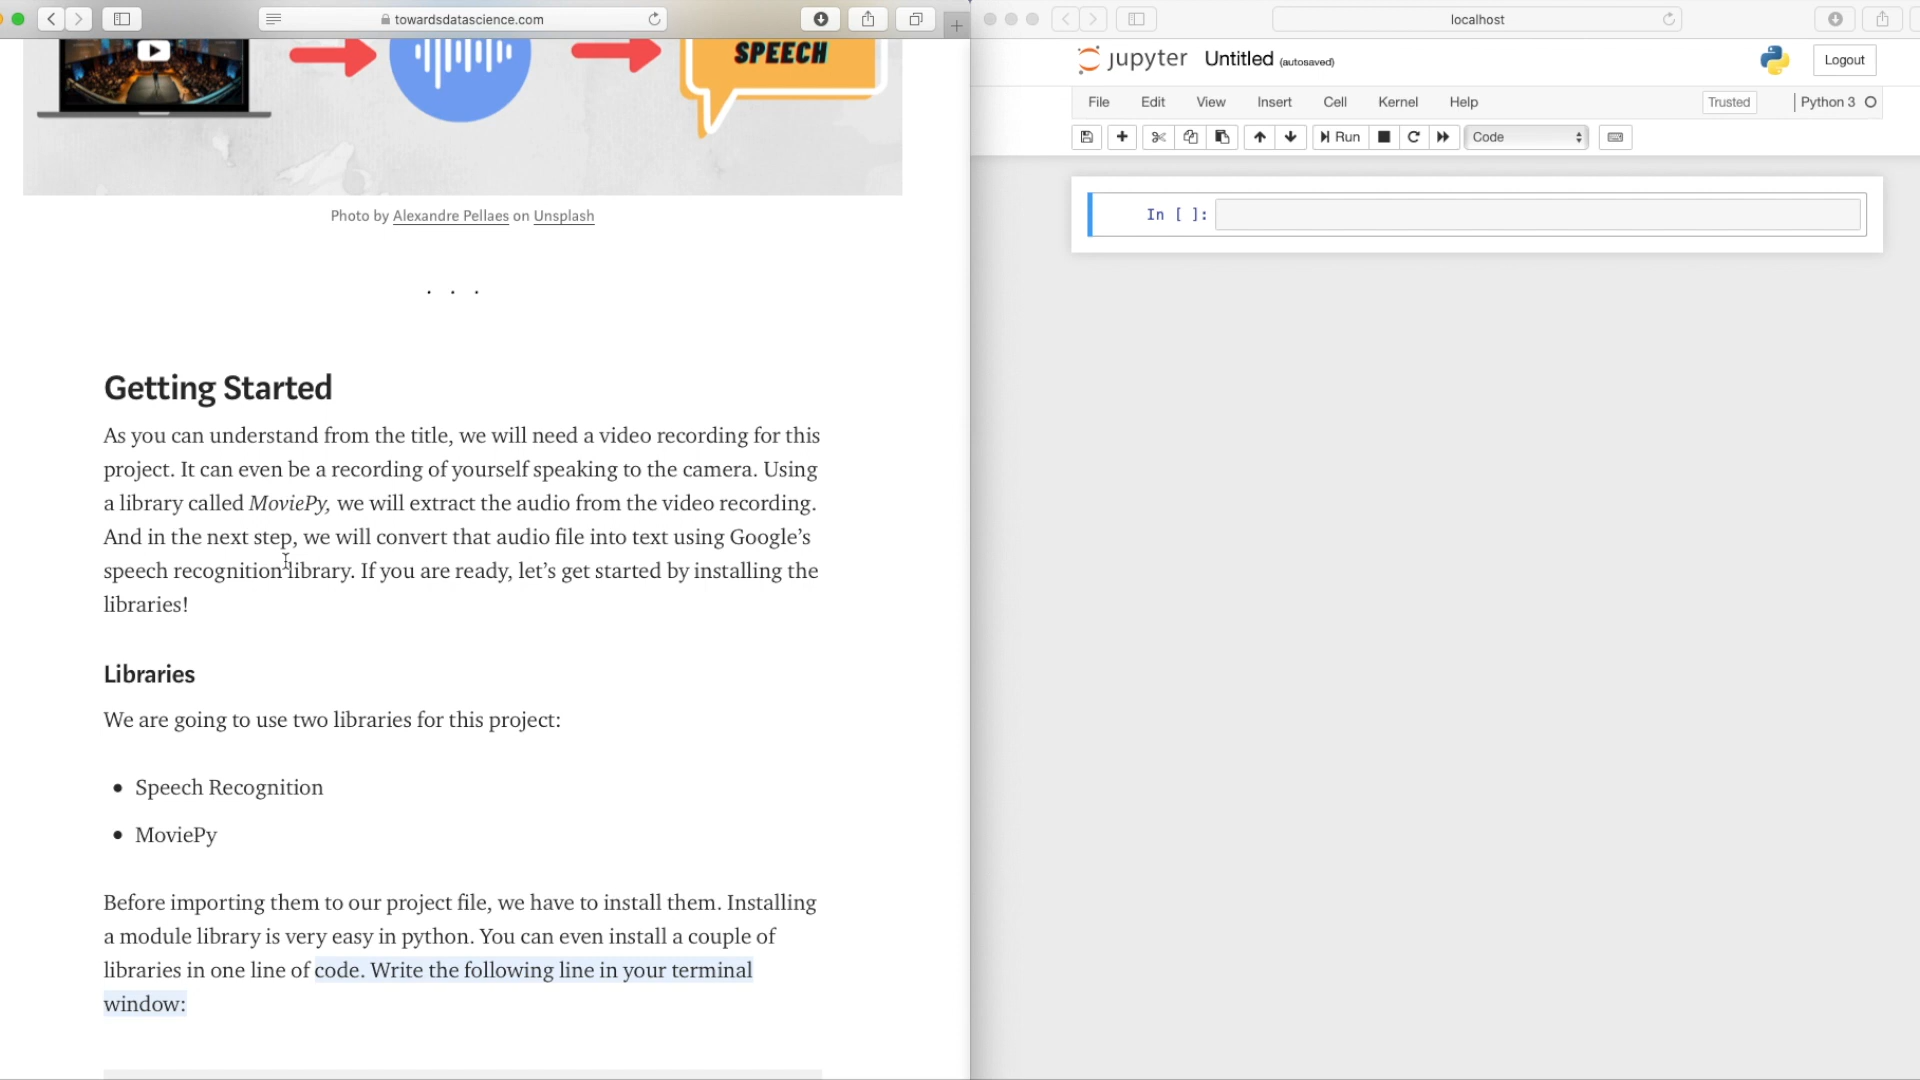 towardsdatascience.com
SPEECH
Photo by Alexandre Pellaes on Unsplash
. . .
Getting Started
As you can understand from the title, we will need a video recording for this
project. It can even be a recording of yourself speaking to the camera. Using
a library called MoviePy, we will extract the audio from the video recording.
And in the next step, we will convert that audio file into text using Google’s
speech recognition library. If you are ready, let’s get started by installing the
libraries!
Libraries
We are going to use two libraries for this project:
• Speech Recognition
• MoviePy
Before importing them to our project file, we have to install them. Installing
a module library is very easy in python. You can even install a couple of
libraries in one line of code. Write the following line in your terminal
window:
localhost
jupyter Untitled (autosaved)
Logout
File Edit View Insert Cell Kernel Help Trusted Python 3
Run Code
In [ ]: